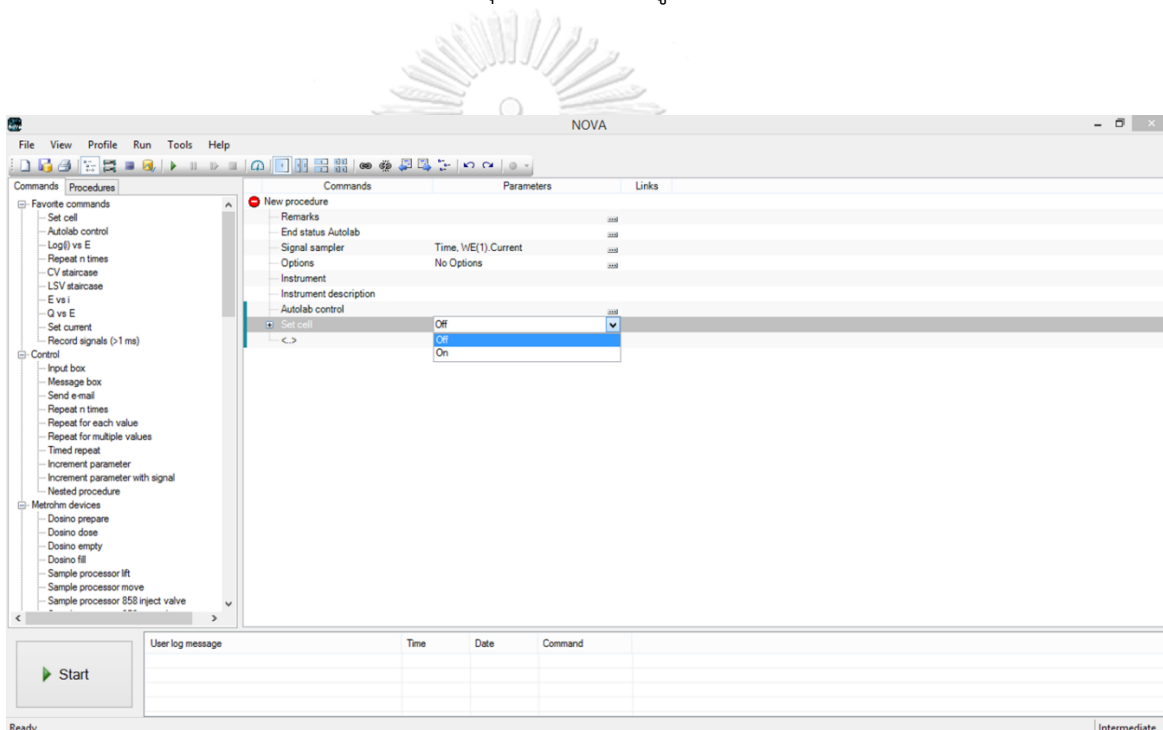 NOVA
File View Profile Run Tools Help
Commands Procedures
Commands Parameters Links
Favorite commands
Set cell
Autolab control
Log(i) vs E
Repeat n times
CV staircase
LSV staircase
E vs i
Q vs E
Set current
Record signals (>1 ms)
Control
Input box
Message box
Send e-mail
Repeat n times
Repeat for each value
Repeat for multiple values
Timed repeat
Increment parameter
Increment parameter with signal
Nested procedure
Metrohm devices
Dosino prepare
Dosino dose
Dosino empty
Dosino fill
Sample processor lift
Sample processor move
Sample processor 858 inject valve
New procedure
Remarks
End status Autolab
Signal sampler Time, WE(1).Current
Options No Options
Instrument
Instrument description
Autolab control
Set cell Off
<..> Off
On
Start
User log message Time Date Command
Ready Intermediate